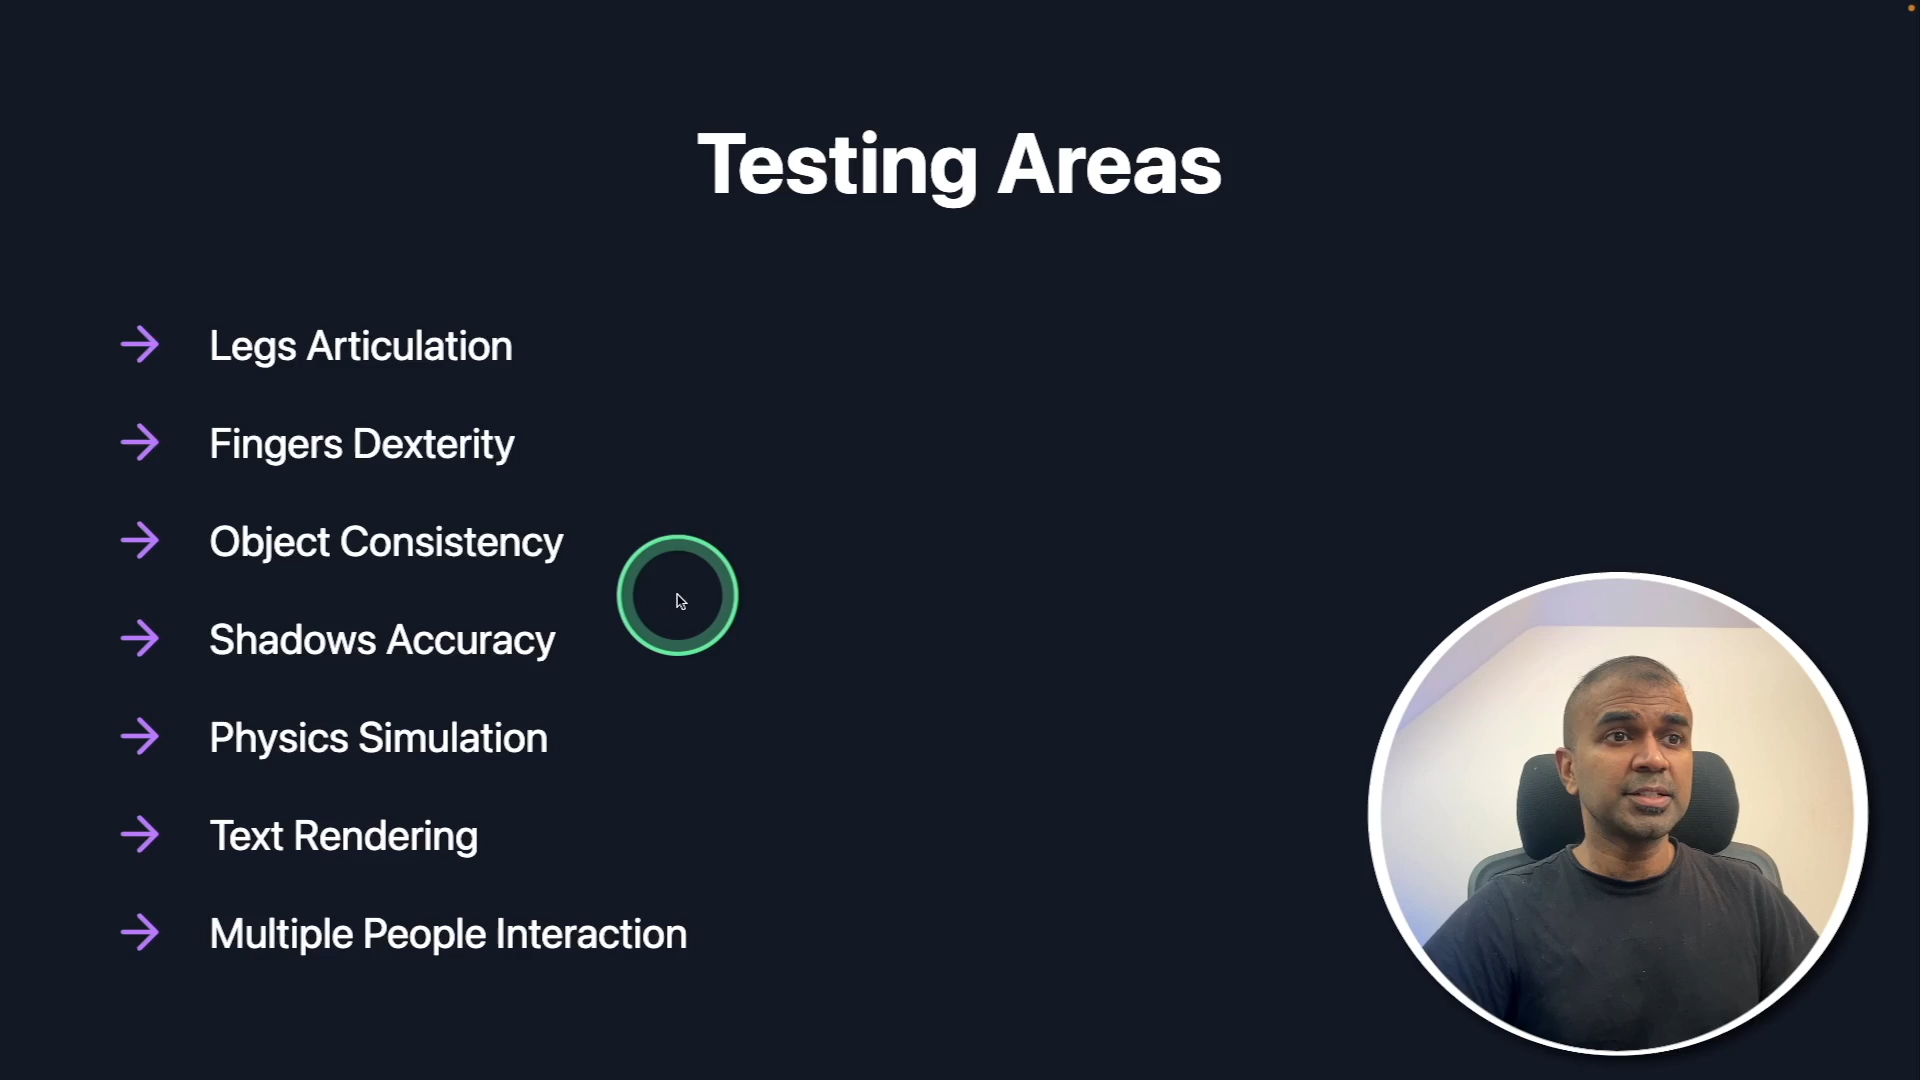 Testing Areas
Legs Articulation
Fingers Dexterity
Object Consistency
Shadows Accuracy
Physics Simulation
Text Rendering
Multiple People Interaction